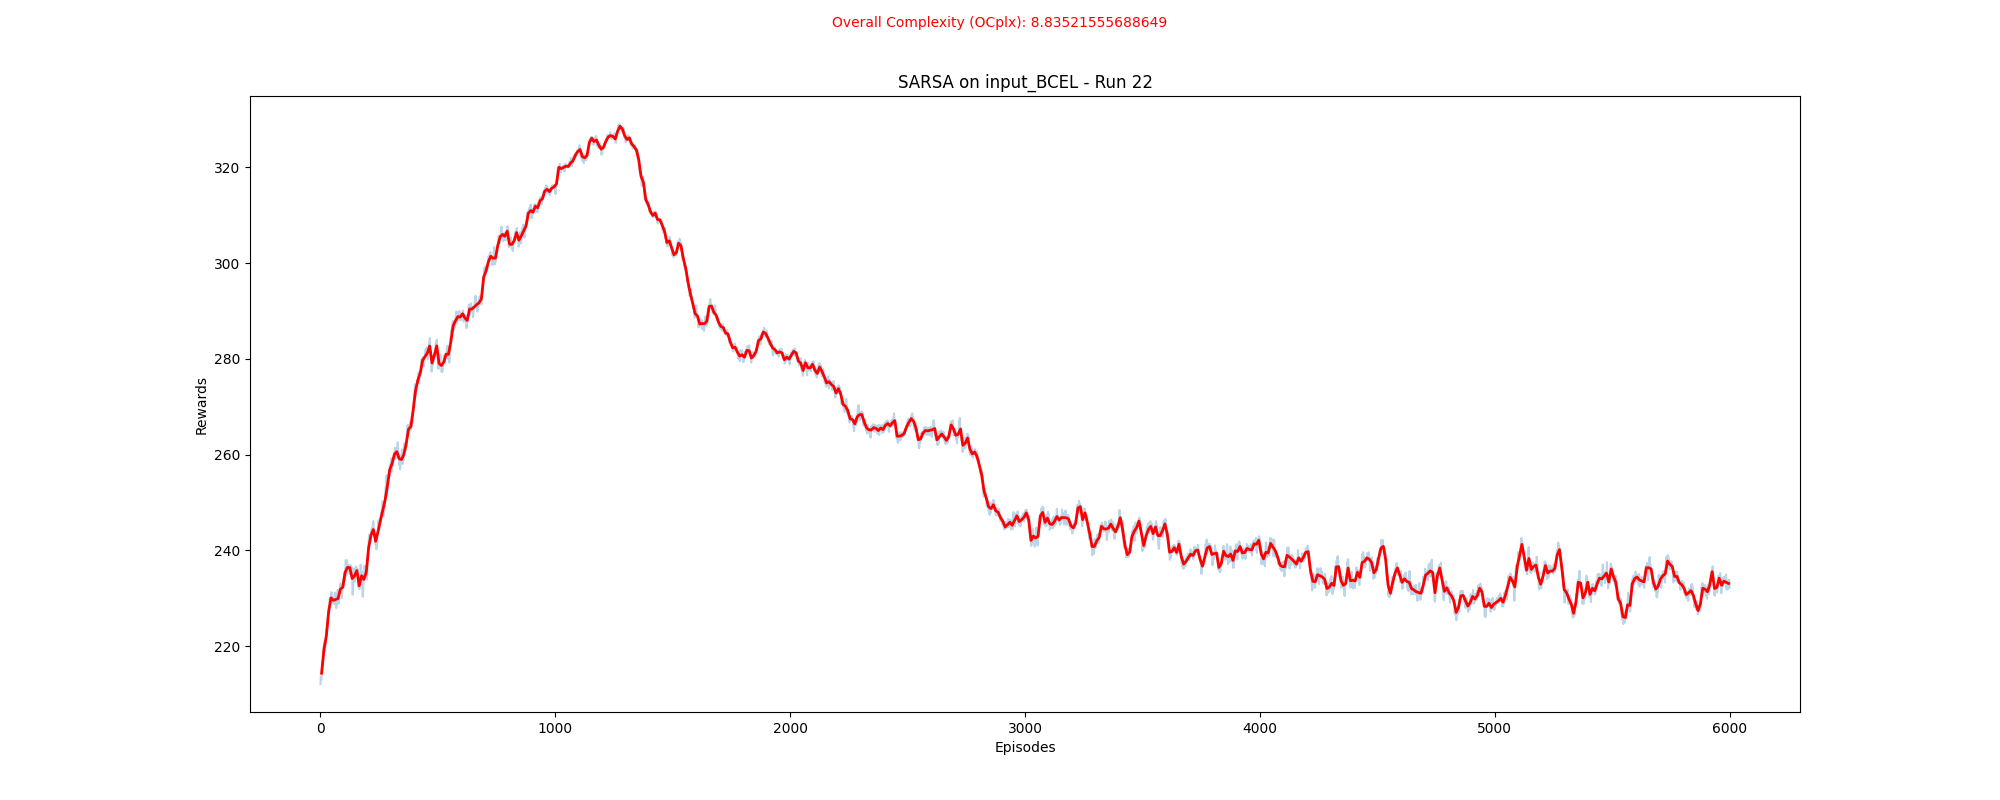 Overall Complexity (OCplx): 8.83521555688649
SARSA on input_BCEL - Run 22
Rewards
320
300
280
260
240
220
0 1000 2000 3000 4000 5000 6000
Episodes